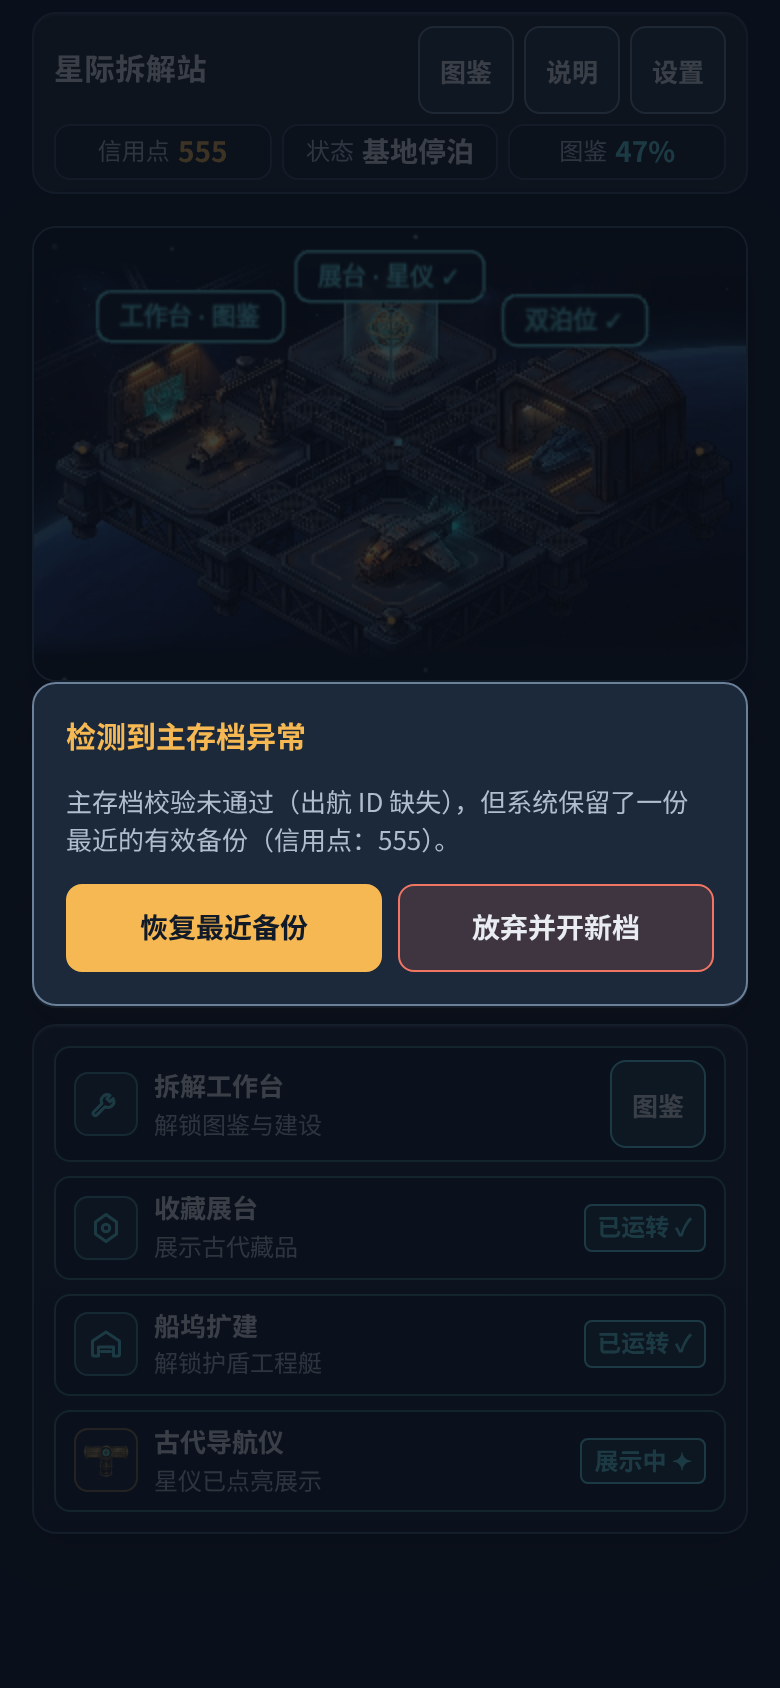 星际拆解站
图鉴
说明
设置
信用点 555
状态 基地停泊
图鉴 47%
展台 · 星仪 ✓
工作台 · 图鉴
双泊位 ✓
检测到主存档异常
主存档校验未通过（出航 ID 缺失），但系统保留了一份
最近的有效备份（信用点：555）。
恢复最近备份
放弃并开新档
拆解工作台
解锁图鉴与建设
图鉴
收藏展台
展示古代藏品
已运转 ✓
船坞扩建
解锁护盾工程艇
已运转 ✓
古代导航仪
星仪已点亮展示
展示中 ✦